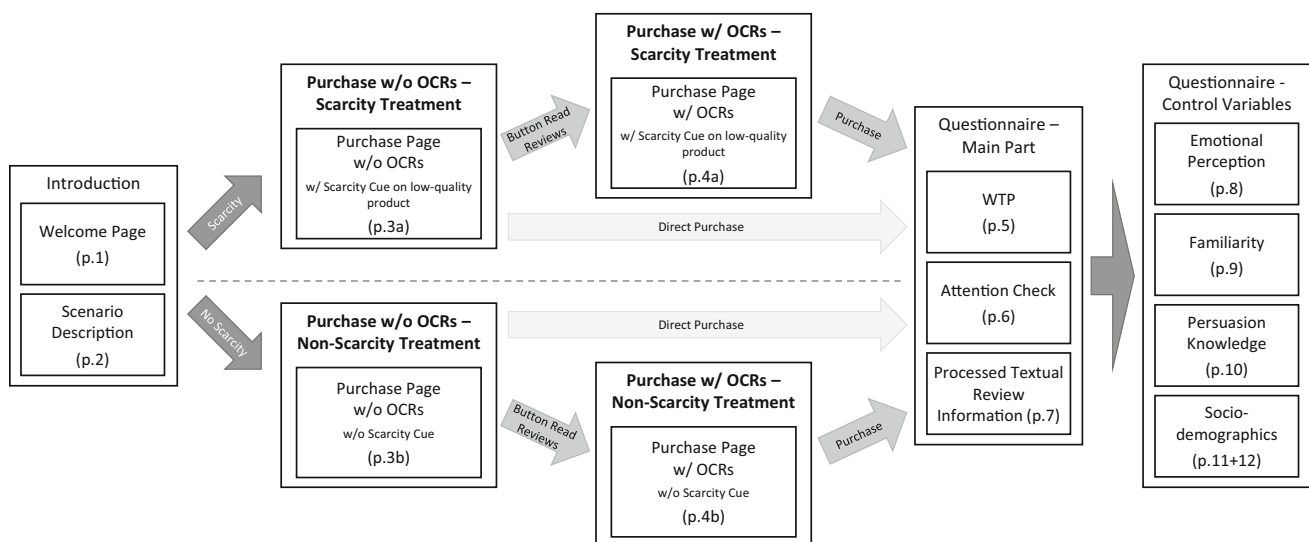 Introduction
Welcome Page
(p.1)
Scenario
Description
(p.2)
Scarcity
No Scarcity
Purchase w/o OCRs –
Scarcity Treatment
Purchase Page
w/o OCRs
w/ Scarcity Cue on low-quality
product
(p.3a)
Button Read
Reviews
Purchase w/ OCRs –
Scarcity Treatment
Purchase Page
w/ OCRs
w/ Scarcity Cue on low-quality
product
(p.4a)
Purchase
Direct Purchase
Purchase w/o OCRs –
Non-Scarcity Treatment
Purchase Page
w/o OCRs
w/o Scarcity Cue
(p.3b)
Direct Purchase
Button Read
Reviews
Purchase w/ OCRs –
Non-Scarcity Treatment
Purchase Page
w/ OCRs
w/o Scarcity Cue
(p.4b)
Purchase
Questionnaire –
Main Part
WTP
(p.5)
Attention Check
(p.6)
Processed Textual
Review
Information (p.7)
Questionnaire -
Control Variables
Emotional
Perception
(p.8)
Familiarity
(p.9)
Persuasion
Knowledge
(p.10)
Socio-
demographics
(p.11+12)